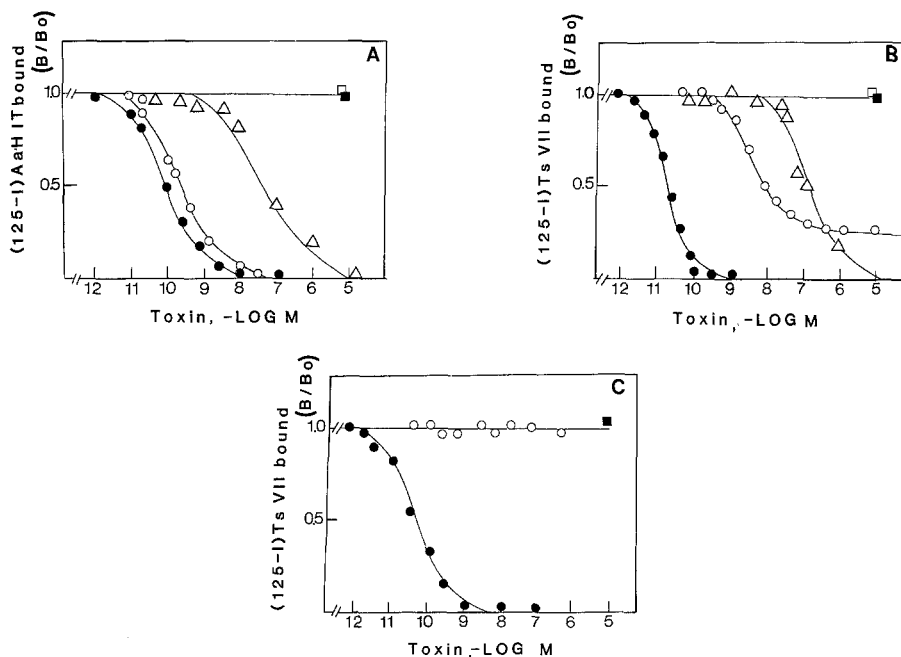 A
(125-I)AaH IT bound (B/Bo)
1.0
0.5
12 11 10 9 8 7 6 5
Toxin, -LOG M
B
(125-I)Ts VII bound (B/Bo)
1.0
0.5
12 11 10 9 8 7 6 5
Toxin, -LOG M
C
(125-I)Ts VII bound (B/Bo)
1.0
0.5
12 11 10 9 8 7 6 5
Toxin,-LOG M